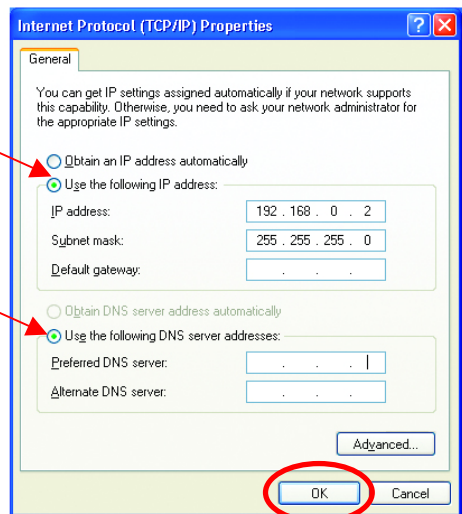 Internet Protocol (TCP/IP) Properties
General
You can get IP settings assigned automatically if your network supports
this capability. Otherwise, you need to ask your network administrator for
the appropriate IP settings.
Obtain an IP address automatically
Use the following IP address:
IP address: 192 . 168 . 0 . 2
Subnet mask: 255 . 255 . 255 . 0
Default gateway: . . .
Obtain DNS server address automatically
Use the following DNS server addresses:
Preferred DNS server: . . .
Alternate DNS server: . . .
Advanced...
OK Cancel